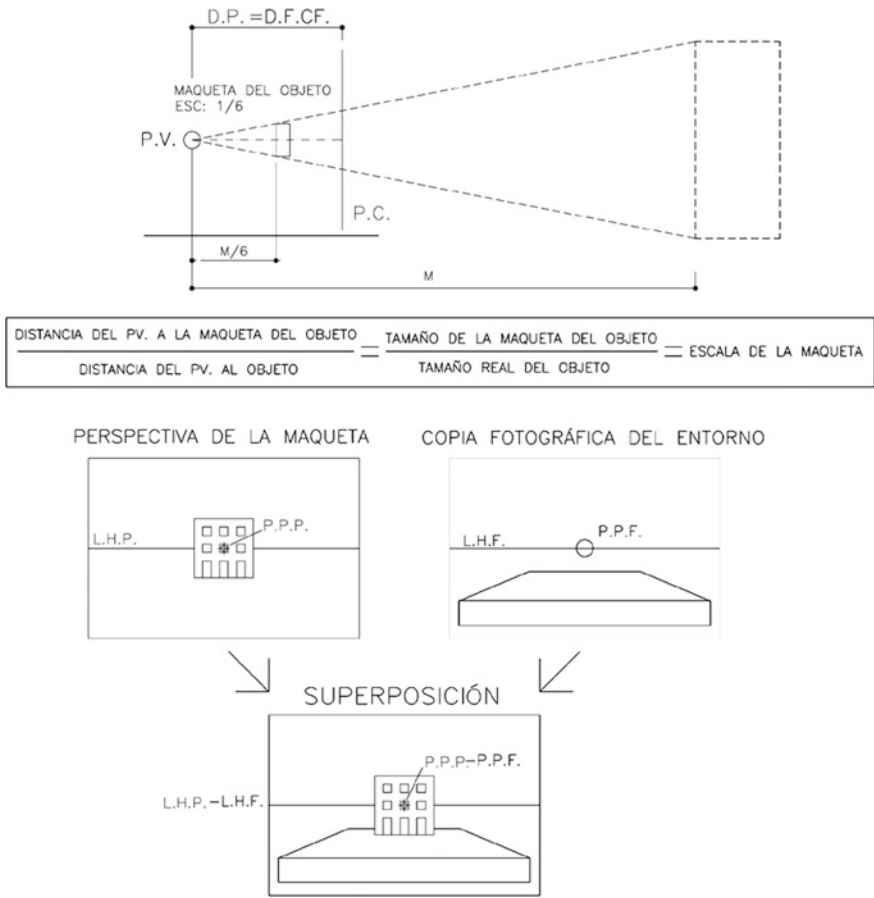 D.P. =D.F.CF.
MAQUETA DEL OBJETO
ESC: 1/6
P.V.
P.C.
M/6
M
DISTANCIA DEL PV. A LA MAQUETA DEL OBJETO
DISTANCIA DEL PV. AL OBJETO
=
TAMAÑO DE LA MAQUETA DEL OBJETO
TAMAÑO REAL DEL OBJETO
= ESCALA DE LA MAQUETA
PERSPECTIVA DE LA MAQUETA
L.H.P.
P.P.P.
COPIA FOTOGRÁFICA DEL ENTORNO
L.H.F.
P.P.F.
SUPERPOSICIÓN
P.P.P.-P.P.F.
L.H.P.-L.H.F.